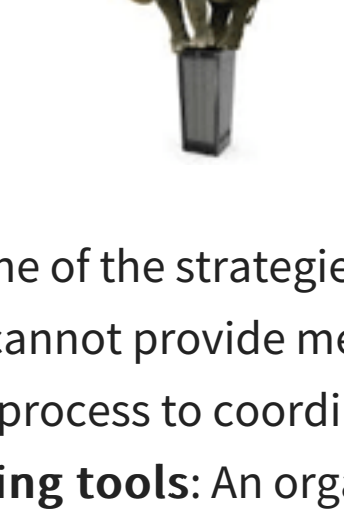 ne of the strategie
cannot provide me
process to coordi
ing tools: An orga